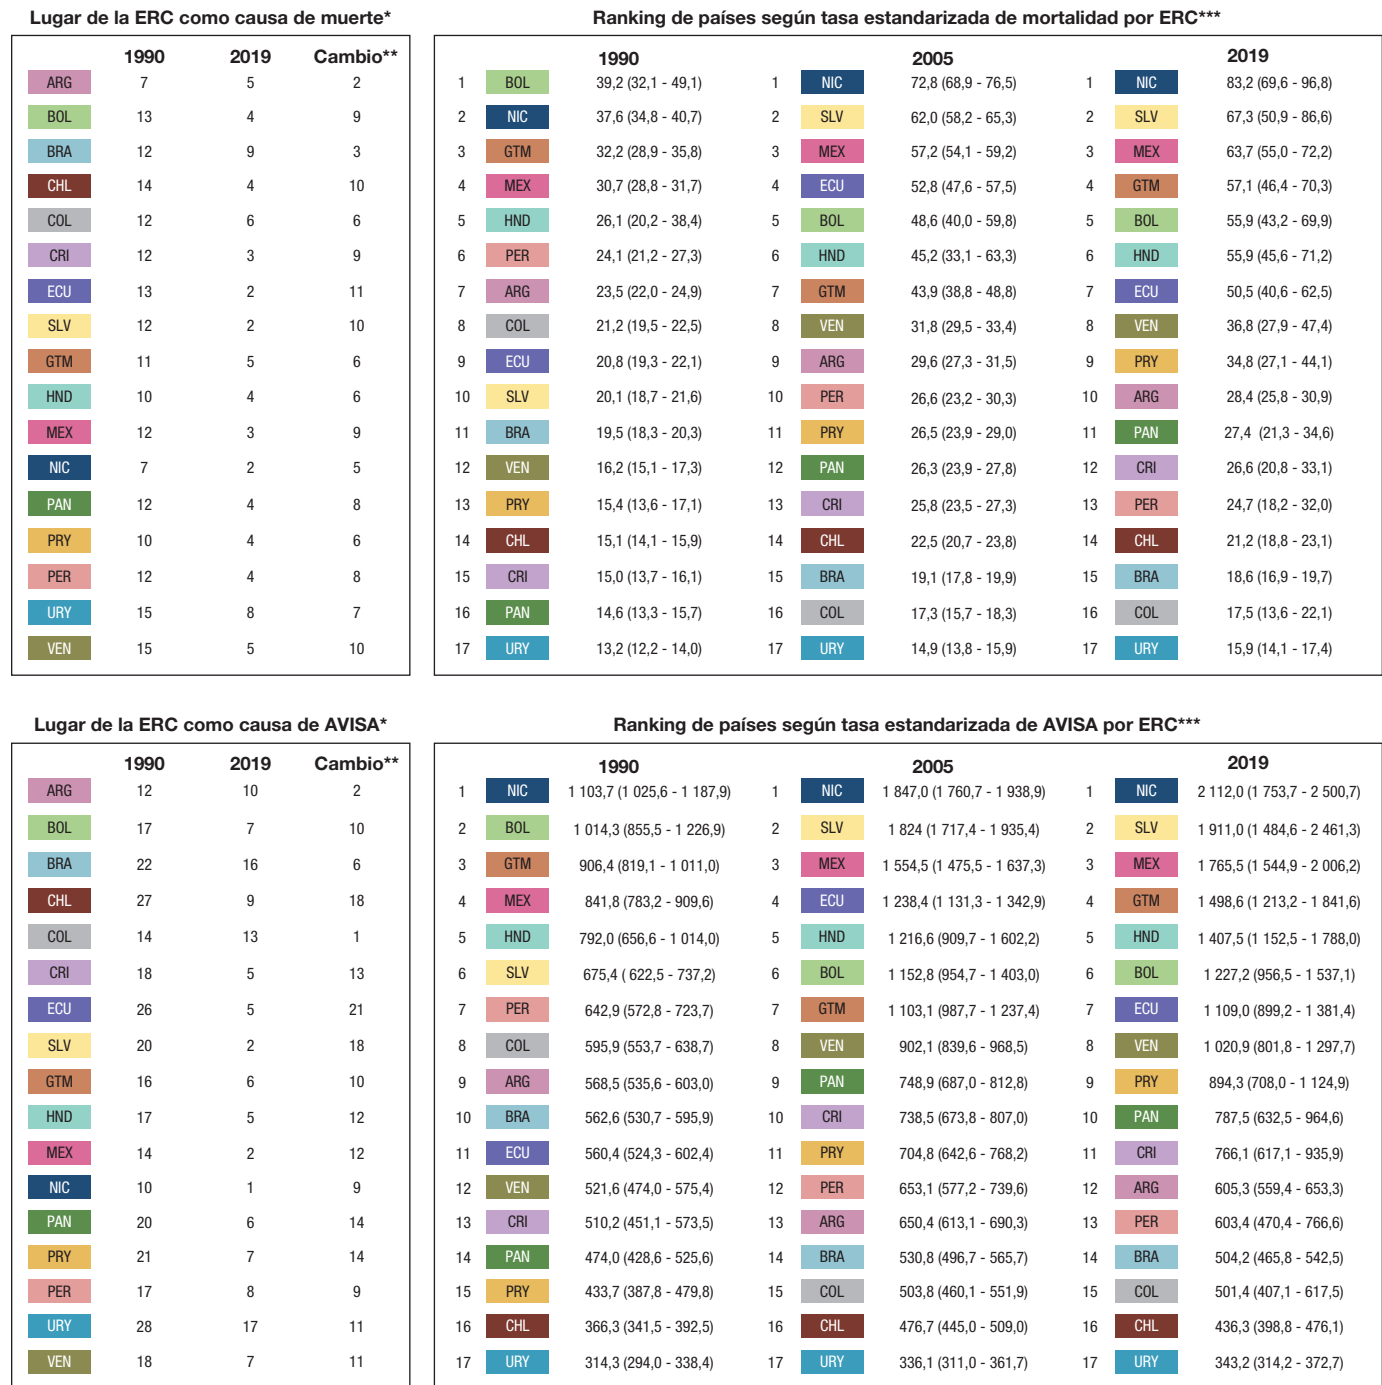 Lugar de la ERC como causa de muerte*
1990 2019 Cambio**
ARG 7 5 2
BOL 13 4 9
BRA 12 9 3
CHL 14 4 10
COL 12 6 6
CRI 12 3 9
ECU 13 2 11
SLV 12 2 10
GTM 11 5 6
HND 10 4 6
MEX 12 3 9
NIC 7 2 5
PAN 12 4 8
PRY 10 4 6
PER 12 4 8
URY 15 8 7
VEN 15 5 10
Ranking de países según tasa estandarizada de mortalidad por ERC***
1990 2005 2019
1 BOL 39,2 (32,1 - 49,1) 1 NIC 72,8 (68,9 - 76,5) 1 NIC 83,2 (69,6 - 96,8)
2 NIC 37,6 (34,8 - 40,7) 2 SLV 62,0 (58,2 - 65,3) 2 SLV 67,3 (50,9 - 86,6)
3 GTM 32,2 (28,9 - 35,8) 3 MEX 57,2 (54,1 - 59,2) 3 MEX 63,7 (55,0 - 72,2)
4 MEX 30,7 (28,8 - 31,7) 4 ECU 52,8 (47,6 - 57,5) 4 GTM 57,1 (46,4 - 70,3)
5 HND 26,1 (20,2 - 38,4) 5 BOL 48,6 (40,0 - 59,8) 5 BOL 55,9 (43,2 - 69,9)
6 PER 24,1 (21,2 - 27,3) 6 HND 45,2 (33,1 - 63,3) 6 HND 55,9 (45,6 - 71,2)
7 ARG 23,5 (22,0 - 24,9) 7 GTM 43,9 (38,8 - 48,8) 7 ECU 50,5 (40,6 - 62,5)
8 COL 21,2 (19,5 - 22,5) 8 VEN 31,8 (29,5 - 33,4) 8 VEN 36,8 (27,9 - 47,4)
9 ECU 20,8 (19,3 - 22,1) 9 ARG 29,6 (27,3 - 31,5) 9 PRY 34,8 (27,1 - 44,1)
10 SLV 20,1 (18,7 - 21,6) 10 PER 26,6 (23,2 - 30,3) 10 ARG 28,4 (25,8 - 30,9)
11 BRA 19,5 (18,3 - 20,3) 11 PRY 26,5 (23,9 - 29,0) 11 PAN 27,4 (21,3 - 34,6)
12 VEN 16,2 (15,1 - 17,3) 12 PAN 26,3 (23,9 - 27,8) 12 CRI 26,6 (20,8 - 33,1)
13 PRY 15,4 (13,6 - 17,1) 13 CRI 25,8 (23,5 - 27,3) 13 PER 24,7 (18,2 - 32,0)
14 CHL 15,1 (14,1 - 15,9) 14 CHL 22,5 (20,7 - 23,8) 14 CHL 21,2 (18,8 - 23,1)
15 CRI 15,0 (13,7 - 16,1) 15 BRA 19,1 (17,8 - 19,9) 15 BRA 18,6 (16,9 - 19,7)
16 PAN 14,6 (13,3 - 15,7) 16 COL 17,3 (15,7 - 18,3) 16 COL 17,5 (13,6 - 22,1)
17 URY 13,2 (12,2 - 14,0) 17 URY 14,9 (13,8 - 15,9) 17 URY 15,9 (14,1 - 17,4)
Lugar de la ERC como causa de AVISA*
1990 2019 Cambio**
ARG 12 10 2
BOL 17 7 10
BRA 22 16 6
CHL 27 9 18
COL 14 13 1
CRI 18 5 13
ECU 26 5 21
SLV 20 2 18
GTM 16 6 10
HND 17 5 12
MEX 14 2 12
NIC 10 1 9
PAN 20 6 14
PRY 21 7 14
PER 17 8 9
URY 28 17 11
VEN 18 7 11
Ranking de países según tasa estandarizada de AVISA por ERC***
1990 2005 2019
1 NIC 1 103,7 (1 025,6 - 1 187,9) 1 NIC 1 847,0 (1 760,7 - 1 938,9) 1 NIC 2 112,0 (1 753,7 - 2 500,7)
2 BOL 1 014,3 (855,5 - 1 226,9) 2 SLV 1 824 (1 717,4 - 1 935,4) 2 SLV 1 911,0 (1 484,6 - 2 461,3)
3 GTM 906,4 (819,1 - 1 011,0) 3 MEX 1 554,5 (1 475,5 - 1 637,3) 3 MEX 1 765,5 (1 544,9 - 2 006,2)
4 MEX 841,8 (783,2 - 909,6) 4 ECU 1 238,4 (1 131,3 - 1 342,9) 4 GTM 1 498,6 (1 213,2 - 1 841,6)
5 HND 792,0 (656,6 - 1 014,0) 5 HND 1 216,6 (909,7 - 1 602,2) 5 HND 1 407,5 (1 152,5 - 1 788,0)
6 SLV 675,4 ( 622,5 - 737,2) 6 BOL 1 152,8 (954,7 - 1 403,0) 6 BOL 1 227,2 (956,5 - 1 537,1)
7 PER 642,9 (572,8 - 723,7) 7 GTM 1 103,1 (987,7 - 1 237,4) 7 ECU 1 109,0 (899,2 - 1 381,4)
8 COL 595,9 (553,7 - 638,7) 8 VEN 902,1 (839,6 - 968,5) 8 VEN 1 020,9 (801,8 - 1 297,7)
9 ARG 568,5 (535,6 - 603,0) 9 PAN 748,9 (687,0 - 812,8) 9 PRY 894,3 (708,0 - 1 124,9)
10 BRA 562,6 (530,7 - 595,9) 10 CRI 738,5 (673,8 - 807,0) 10 PAN 787,5 (632,5 - 964,6)
11 ECU 560,4 (524,3 - 602,4) 11 PRY 704,8 (642,6 - 768,2) 11 CRI 766,1 (617,1 - 935,9)
12 VEN 521,6 (474,0 - 575,4) 12 PER 653,1 (577,2 - 739,6) 12 ARG 605,3 (559,4 - 653,3)
13 CRI 510,2 (451,1 - 573,5) 13 ARG 650,4 (613,1 - 690,3) 13 PER 603,4 (470,4 - 766,6)
14 PAN 474,0 (428,6 - 525,6) 14 BRA 530,8 (496,7 - 565,7) 14 BRA 504,2 (465,8 - 542,5)
15 PRY 433,7 (387,8 - 479,8) 15 COL 503,8 (460,1 - 551,9) 15 COL 501,4 (407,1 - 617,5)
16 CHL 366,3 (341,5 - 392,5) 16 CHL 476,7 (445,0 - 509,0) 16 CHL 436,3 (398,8 - 476,1)
17 URY 314,3 (294,0 - 338,4) 17 URY 336,1 (311,0 - 361,7) 17 URY 343,2 (314,2 - 372,7)